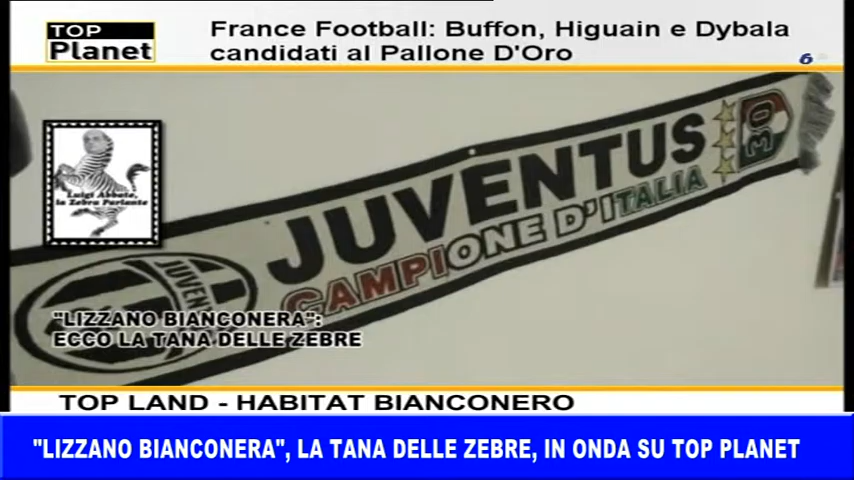 TOP
Planet
France Football: Buffon, Higuain e Dybala
candidati al Pallone D'Oro
6
Luigi Abbate,
la Zebra Parlante
JUVENTUS
CAMPIONE D'ITALIA
30
JUVENTUS
"LIZZANO BIANCONERA":
ECCO LA TANA DELLE ZEBRE
TOP LAND - HABITAT BIANCONERO
"LIZZANO BIANCONERA", LA TANA DELLE ZEBRE, IN ONDA SU TOP PLANET